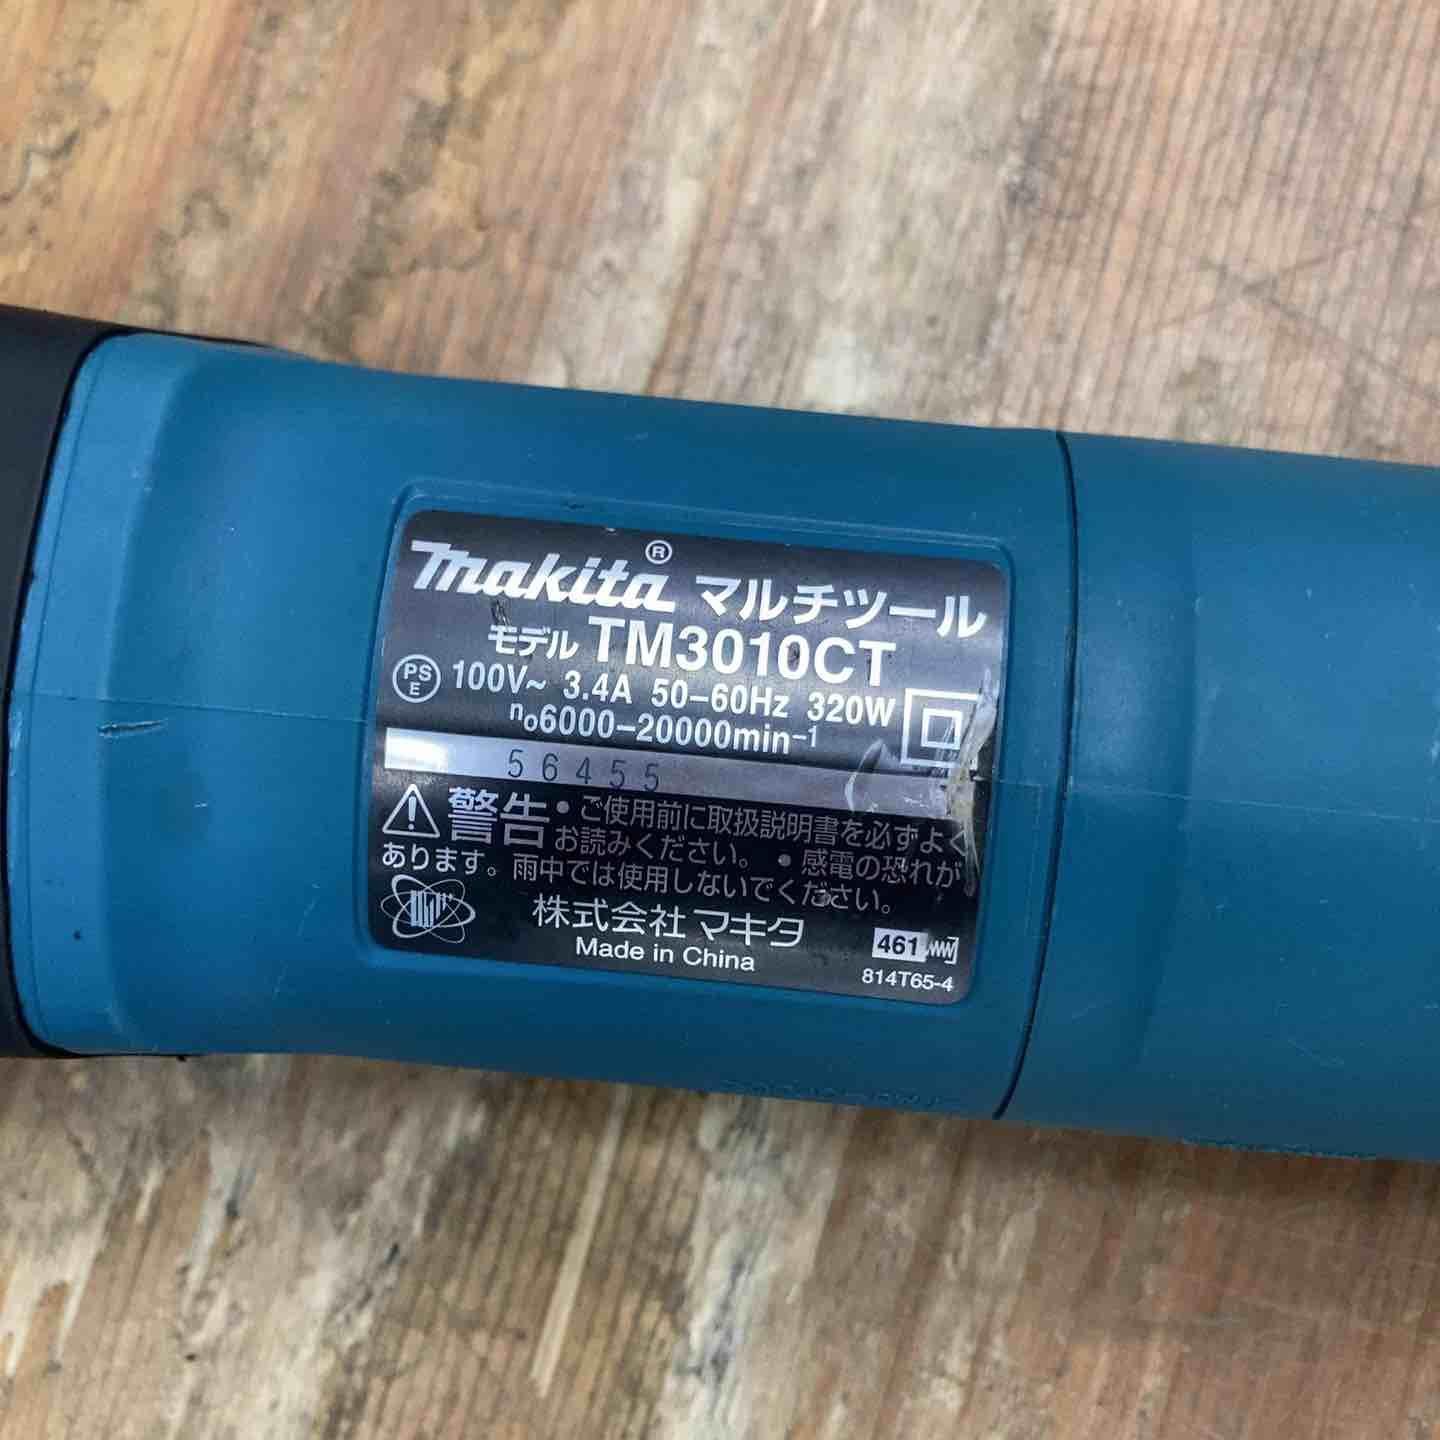 makita® マルチツール
モデル TM3010CT
PS E 100V~ 3.4A 50-60Hz 320W
n₀6000-20000min⁻¹
56455
警告 • ご使用前に取扱説明書を必ずよく
お読みください。 • 感電の恐れが
あります。雨中では使用しないでください。
株式会社マキタ
Made in China
461
814T65-4